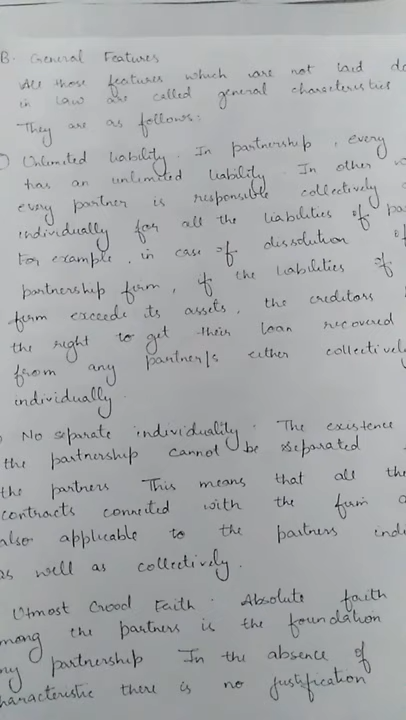 B. General Features
All those features which are not laid
in law are called general characteristics
They are as follows:
Unlimited liability. In partnership, every
has an unlimited liability. In other
every partner is responsible collectively
individually for all the liabilities of
For example, in case of dissolution of
partnership firm, if the liabilities of
firm exceeds its assets, the creditors
the right to get their loan recovered
from any partner/s either collectively
individually.
No separate individuality. The existence
the partnership cannot be separated
the partners This means that all the
contracts connected with the firm
also applicable to the partners
as well as collectively.
Utmost Good Faith. Absolute faith
among the partners is the foundation
partnership In the absence of
characteristic there is no justification